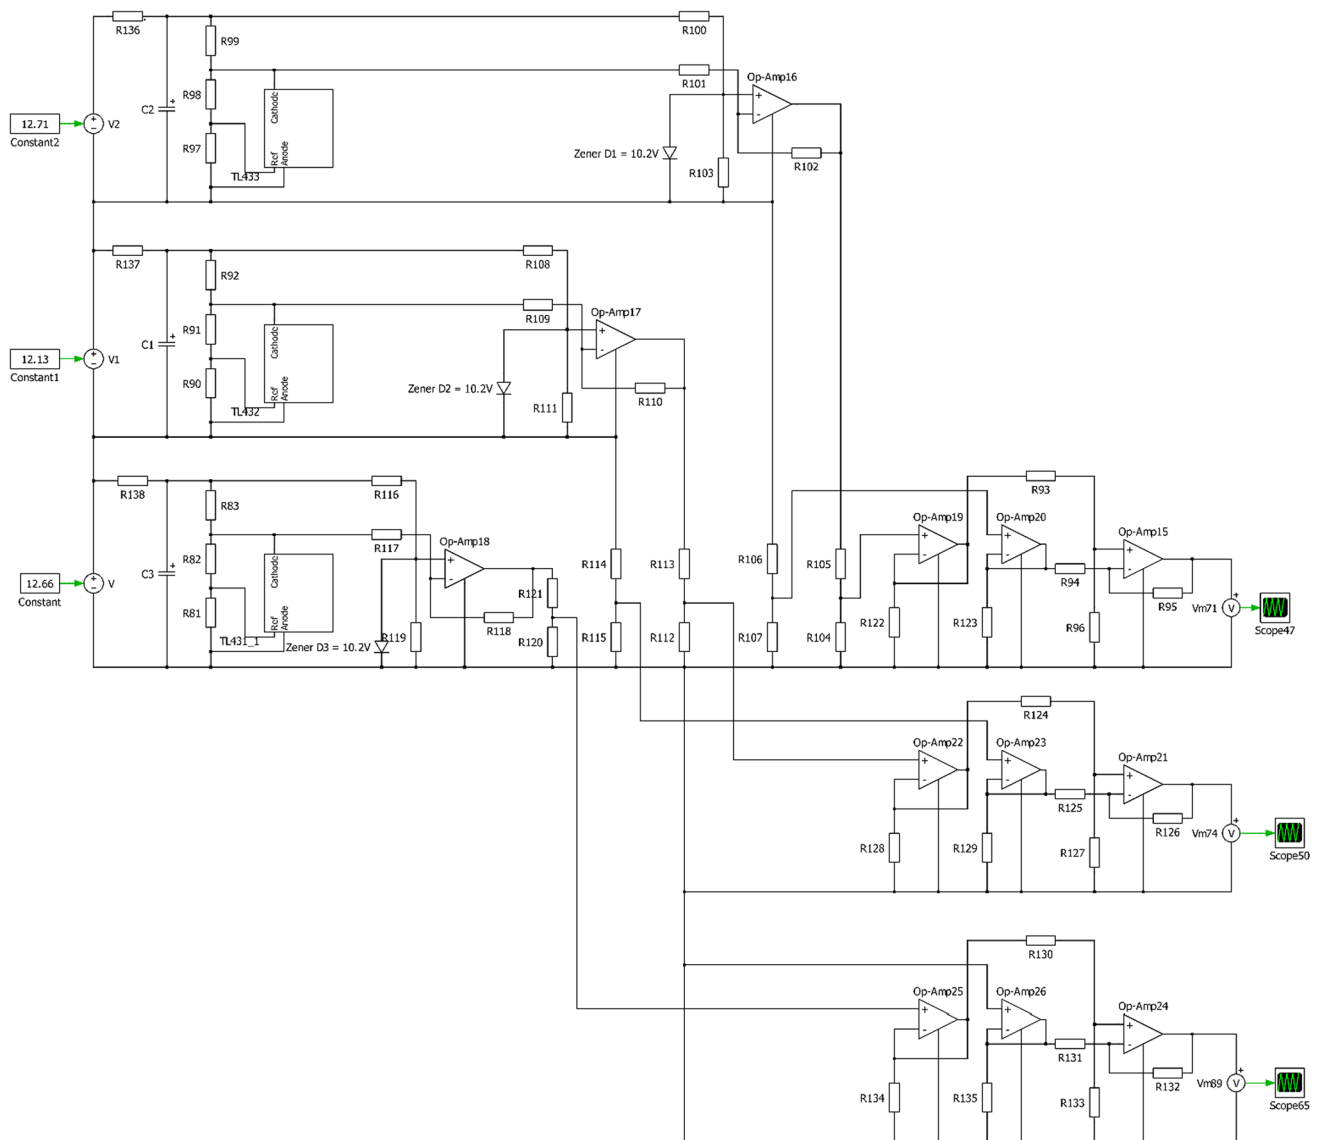 R136
R100
R99
R101
Op-Amp16
R98
Cathode
C2
+
+
-
12.71
+
-
V2
Constant2
R97
Ref
Anode
TL433
Zener D1 = 10.2V
R103
R102
R137
R108
R92
R109
Op-Amp17
R91
Cathode
C1
+
+
-
12.13
+
-
V1
Constant1
R90
Ref
Anode
TL432
Zener D2 = 10.2V
R111
R110
R138
R116
R93
R83
R117
Op-Amp18
Op-Amp19
Op-Amp20
Op-Amp15
R82
Cathode
C3
+
+
-
R114
R113
R106
R105
+
-
+
-
+
-
R94
12.66
+
-
V
Constant
R121
R95
+
Vm71
V
Scope47
R81
Ref
Anode
TL431_1
Zener D3 = 10.2V
R119
R118
R120
R115
R112
R107
R104
R122
R123
R96
R124
Op-Amp22
Op-Amp23
Op-Amp21
+
-
+
-
+
-
R125
R126
+
Vm74
V
Scope50
R128
R129
R127
R130
Op-Amp25
Op-Amp26
Op-Amp24
+
-
+
-
+
-
R131
R132
+
Vm89
V
Scope65
R134
R135
R133